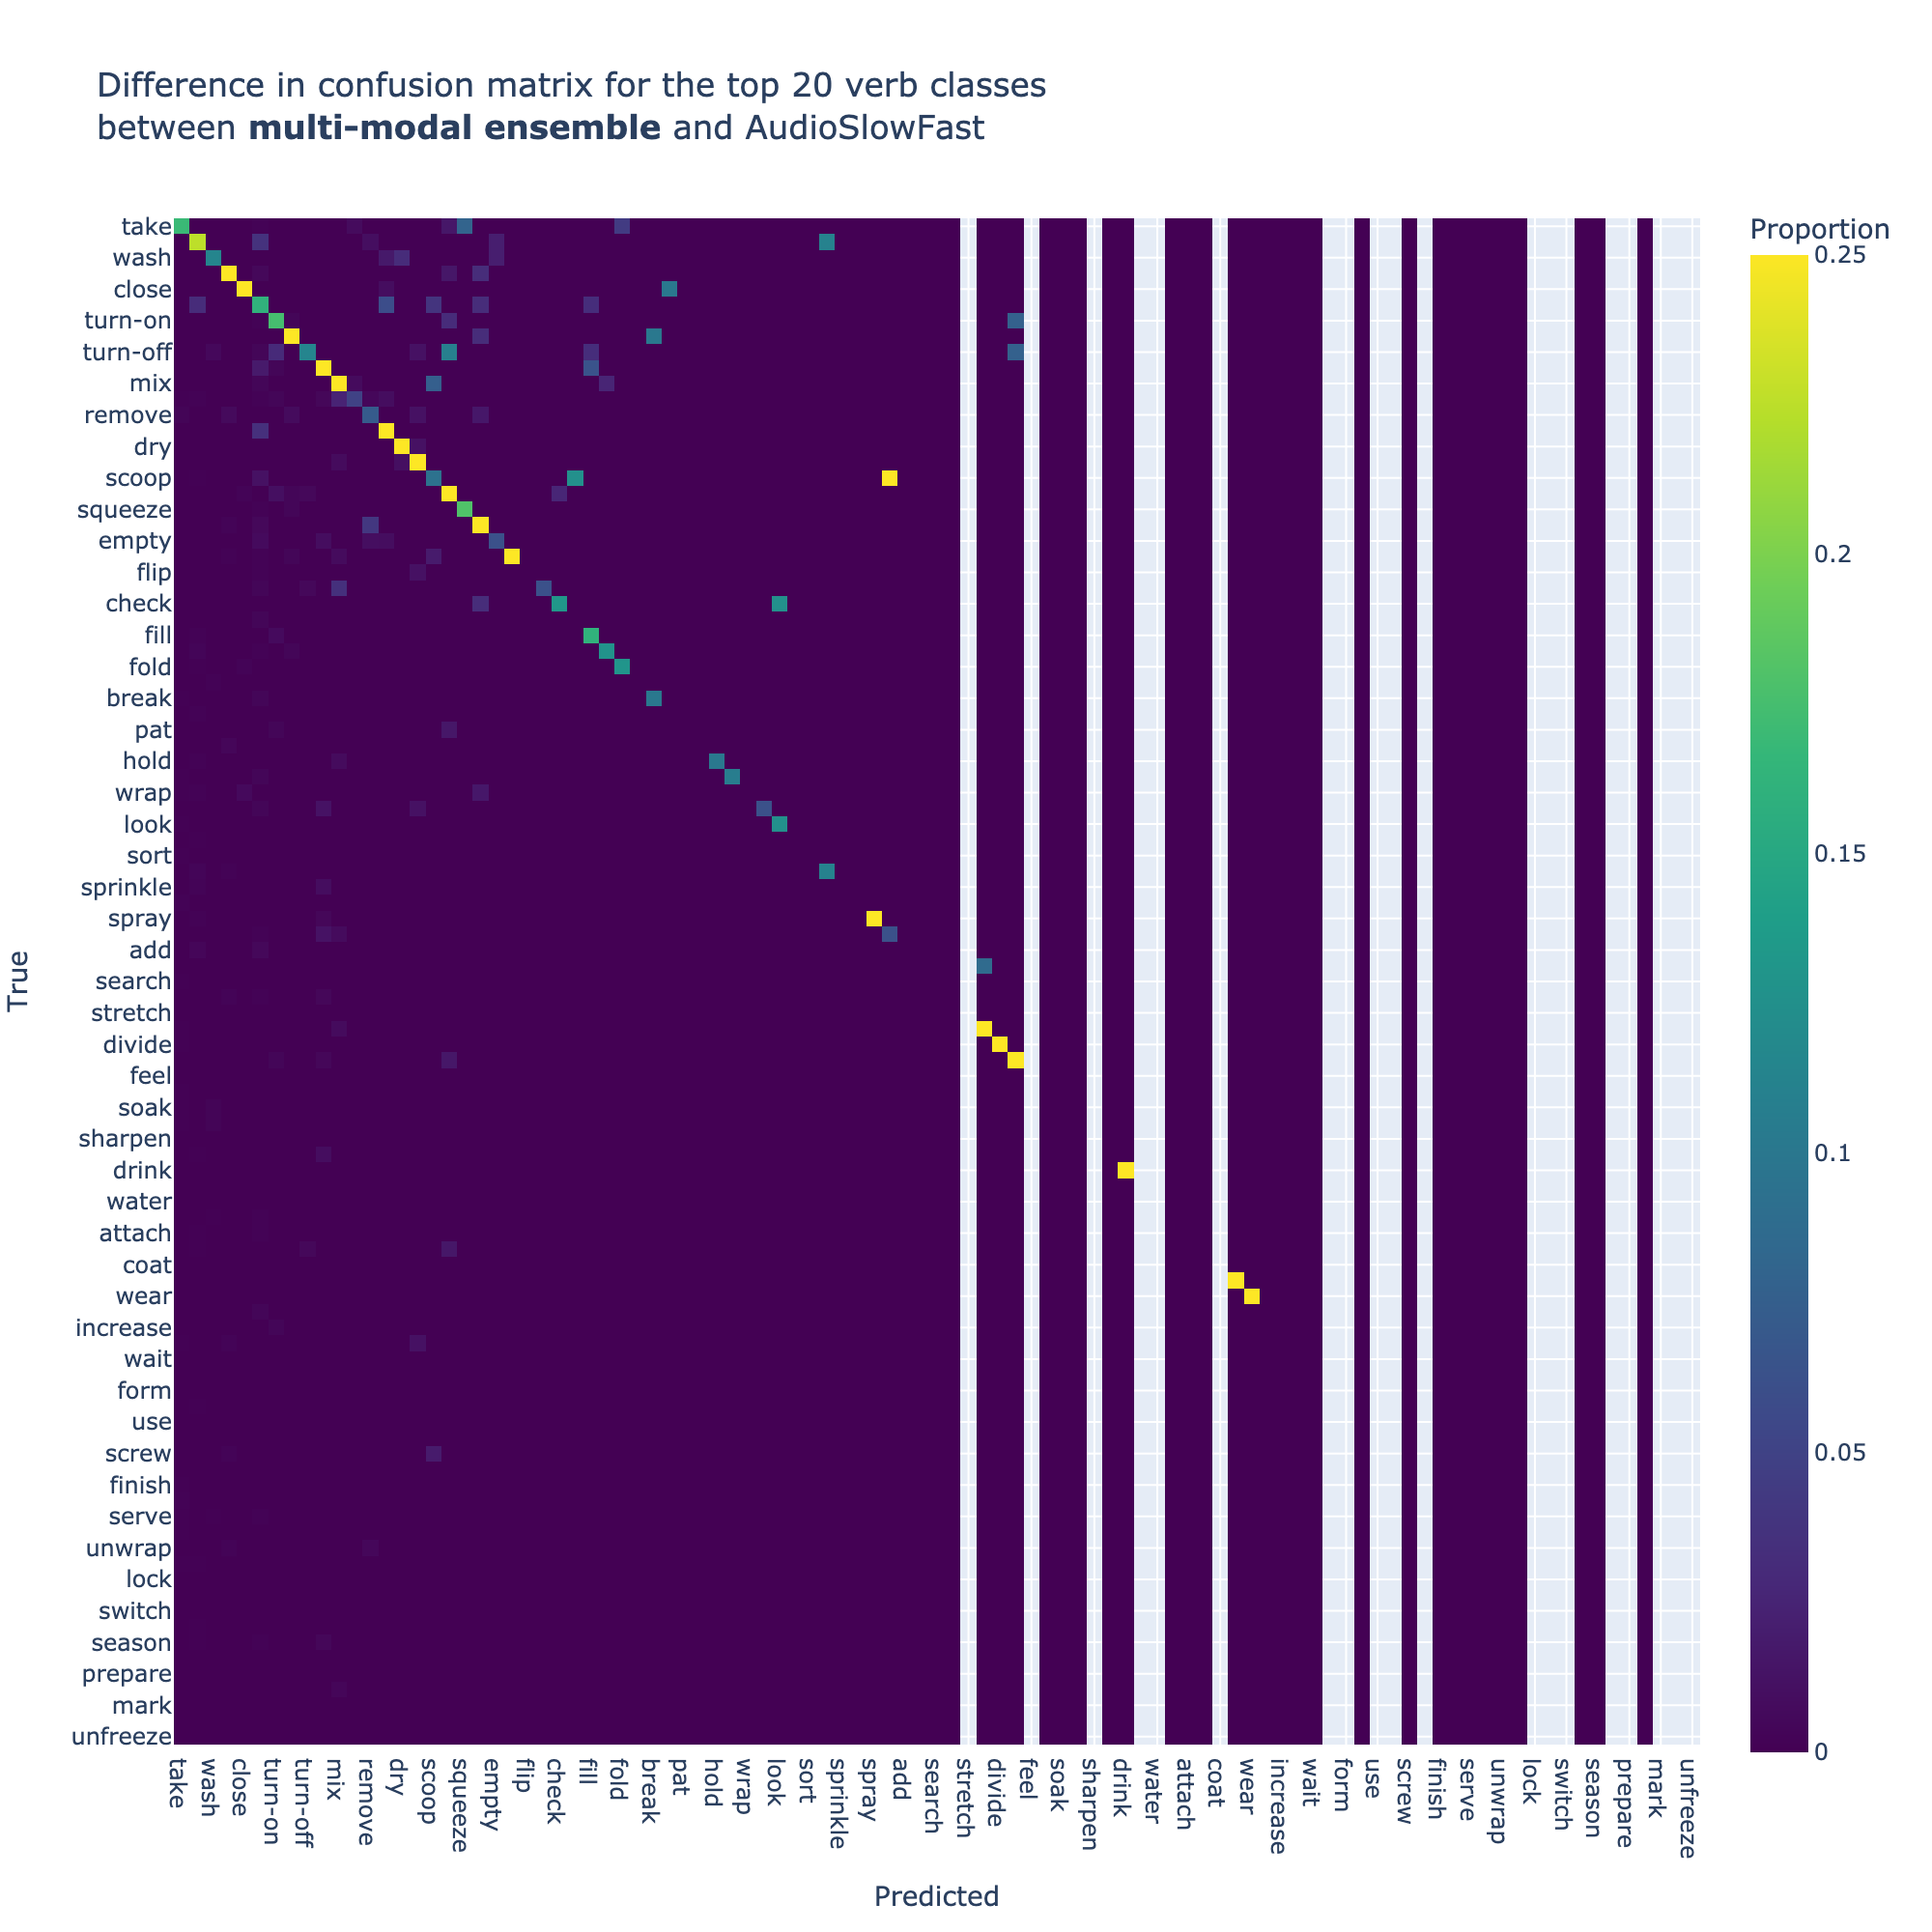 Difference in confusion matrix for the top 20 verb classes
between multi-modal ensemble and AudioSlowFast
Proportion
0.25
0.2
0.15
0.1
0.05
0
True
take
wash
close
turn-on
turn-off
mix
remove
dry
scoop
squeeze
empty
flip
check
fill
fold
break
pat
hold
wrap
look
sort
sprinkle
spray
add
search
stretch
divide
feel
soak
sharpen
drink
water
attach
coat
wear
increase
wait
form
use
screw
finish
serve
unwrap
lock
switch
season
prepare
mark
unfreeze
take
wash
close
turn-on
turn-off
mix
remove
dry
scoop
squeeze
empty
flip
check
fill
fold
break
pat
hold
wrap
look
sort
sprinkle
spray
add
search
stretch
divide
feel
soak
sharpen
drink
water
attach
coat
wear
increase
wait
form
use
screw
finish
serve
unwrap
lock
switch
season
prepare
mark
unfreeze
Predicted